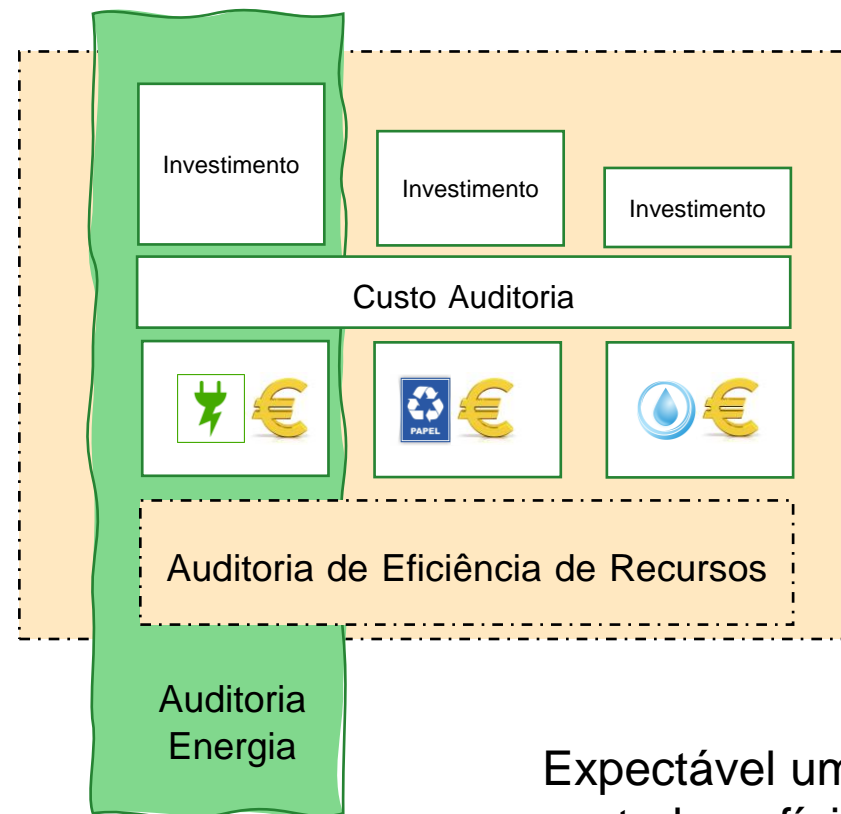 Investimento
Investimento
Investimento
Custo Auditoria
PAPEL
Auditoria de Eficiência de Recursos
Auditoria
Energia
Expectável um